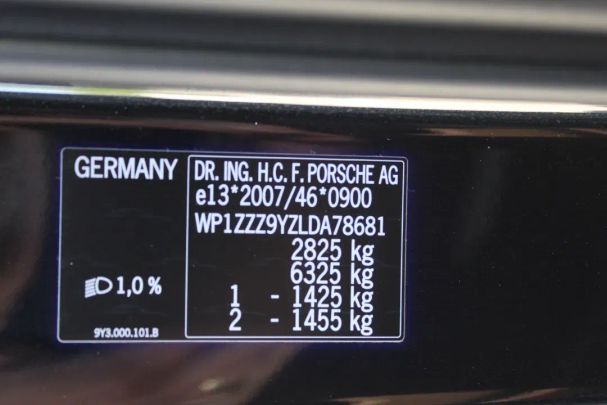 GERMANY
DR. ING. H.C. F. PORSCHE AG
e13*2007/46*0900
WP1ZZZ9YZLDA78681
2825 kg
6325 kg
1 - 1425 kg
2 - 1455 kg
1,0 %
9Y3.000.101.B